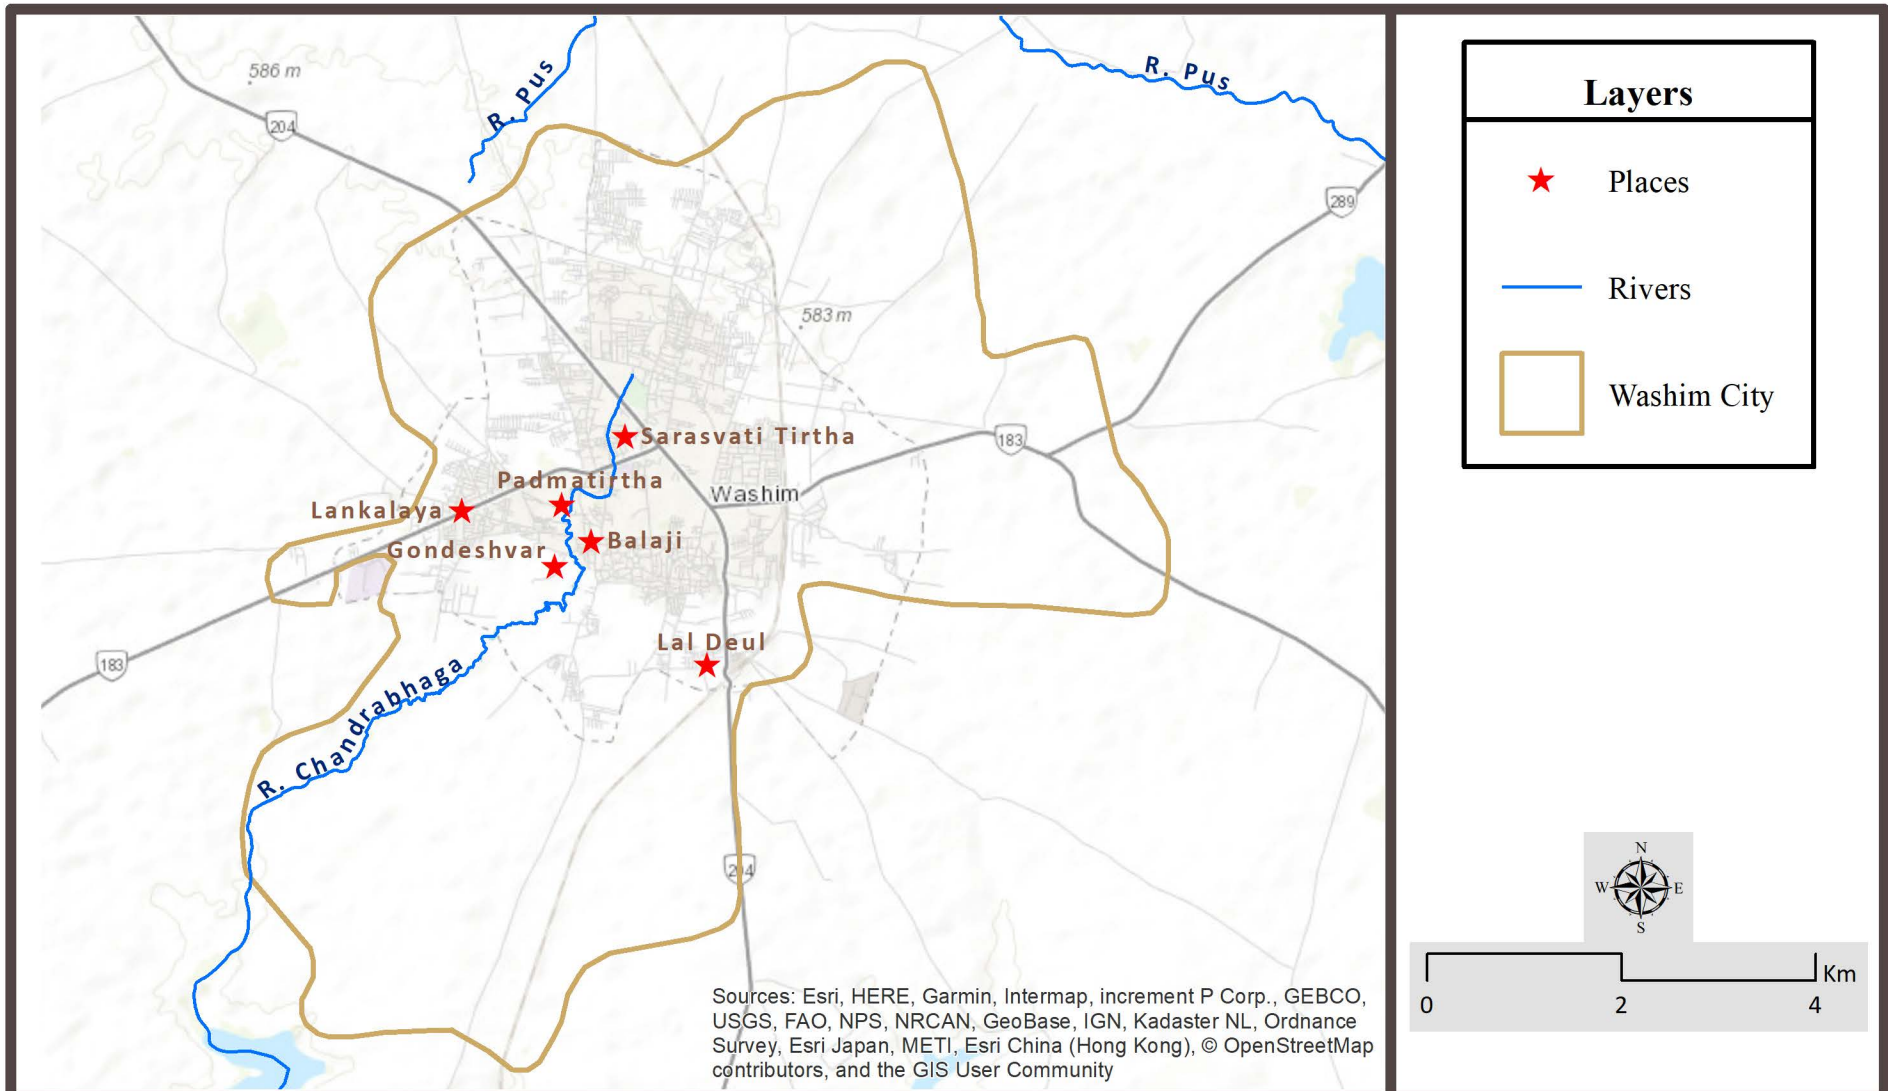 R. Pus
R. Pus
586 m
204
289
583 m
183
Sarasvati Tirtha
Padmatirtha
Washim
Lankalaya
Balaji
Gondeshvar
Lal Deul
183
R. Chandrabhaga
204
Sources: Esri, HERE, Garmin, Intermap, increment P Corp., GEBCO,
USGS, FAO, NPS, NRCAN, GeoBase, IGN, Kadaster NL, Ordnance
Survey, Esri Japan, METI, Esri China (Hong Kong), © OpenStreetMap
contributors, and the GIS User Community
Layers
Places
Rivers
Washim City
N
W E
S
Km
0 2 4